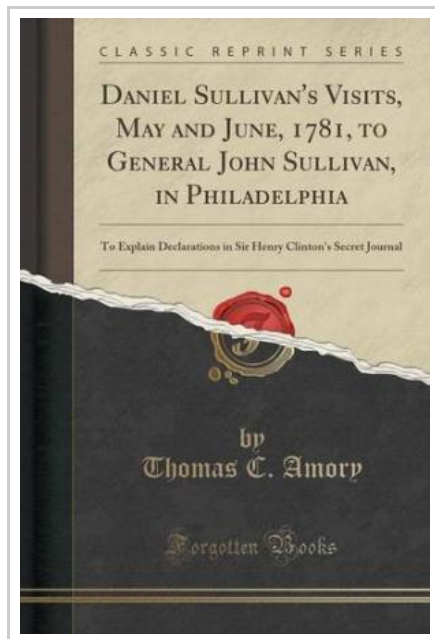 CLASSIC REPRINT SERIES
DANIEL SULLIVAN'S VISITS,
MAY AND JUNE, 1781, TO
GENERAL JOHN SULLIVAN,
IN PHILADELPHIA
To Explain Declarations in Sir Henry Clinton's Secret Journal
by
Thomas C. Amory
Forgotten Books